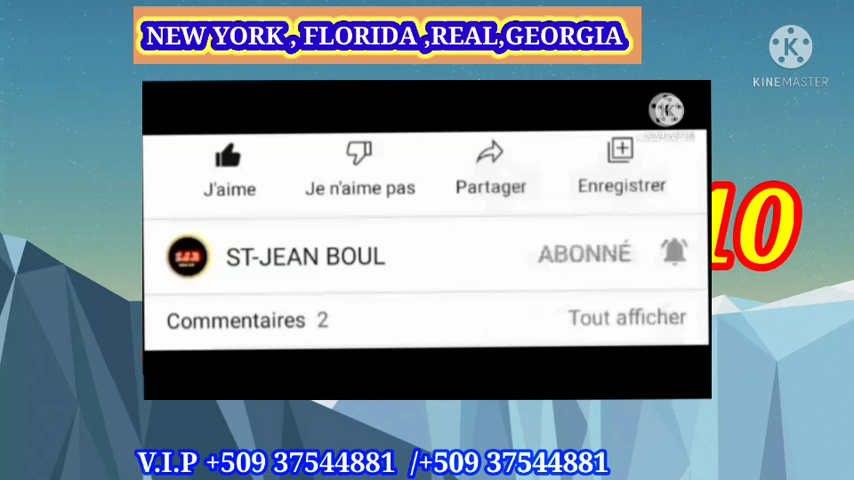 NEW YORK , FLORIDA ,REAL,GEORGIA
K
KINEMASTER
J'aime
Je n'aime pas
Partager
Enregistrer
10
ST-JEAN BOUL
ABONNÉ
Commentaires 2
Tout afficher
V.I.P +509 37544881 /+509 37544881